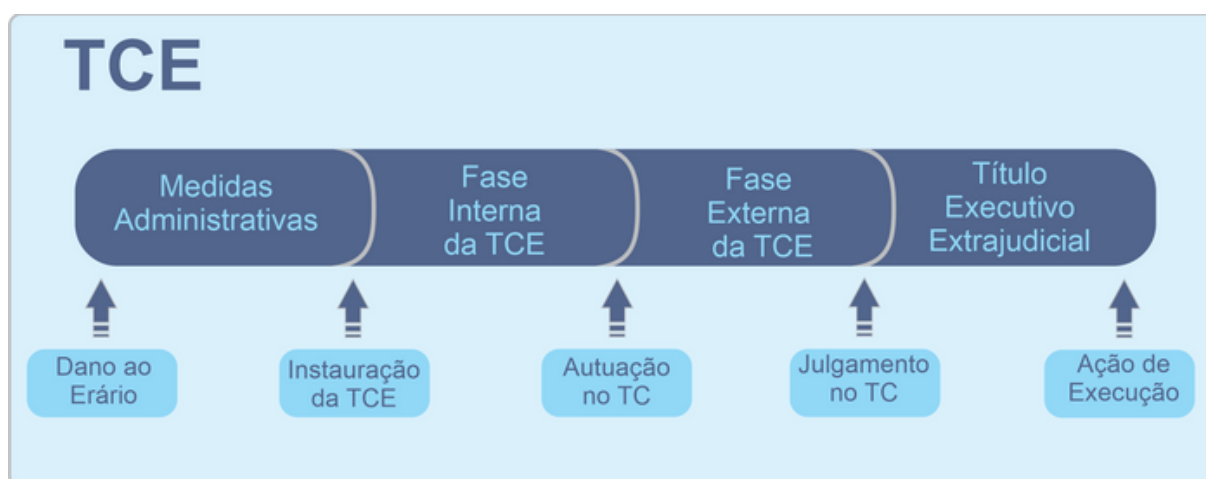 TCE
Medidas
Administrativas
Fase
Interna
da TCE
Fase
Externa
da TCE
Título
Executivo
Extrajudicial
Dano ao
Erário
Instauração
da TCE
Autuação
no TC
Julgamento
no TC
Ação de
Execução